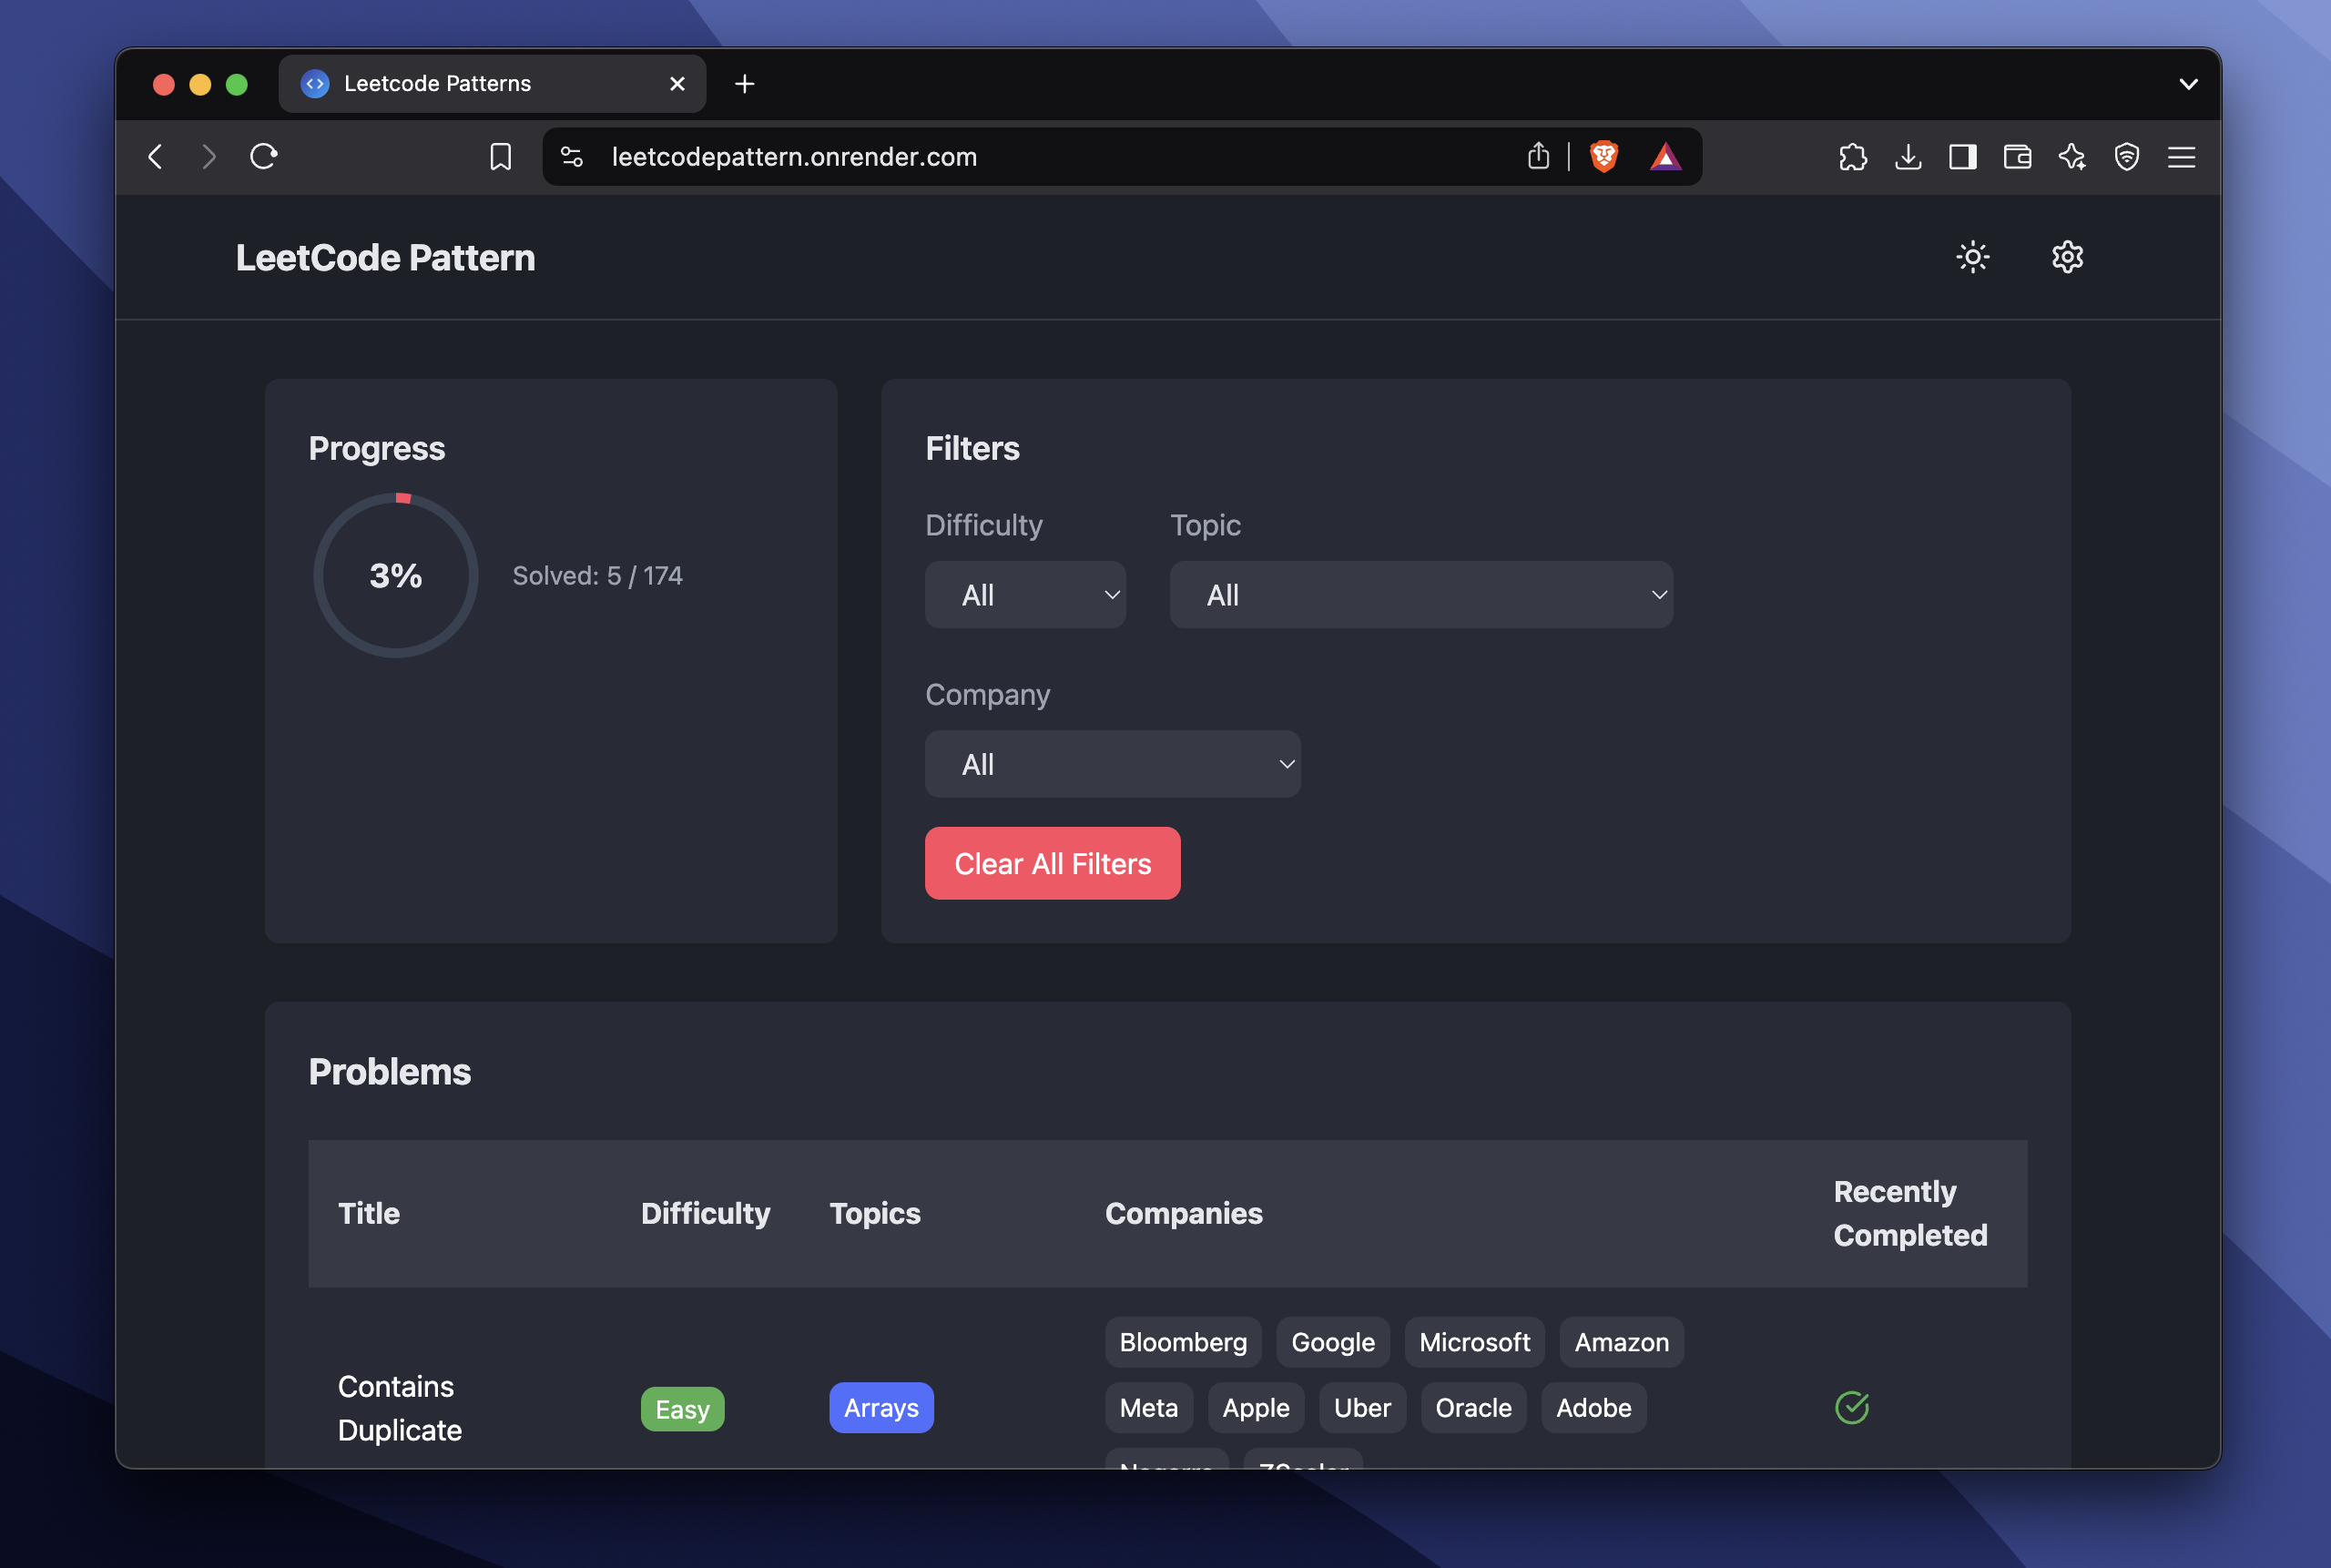 Leetcode Patterns
leetcodepattern.onrender.com
LeetCode Pattern
Progress
3%
Solved: 5 / 174
Filters
Difficulty
Topic
All
All
Company
All
Clear All Filters
Problems
Title Difficulty Topics Companies Recently
Completed
Contains
Duplicate
Easy
Arrays
Bloomberg Google Microsoft Amazon
Meta Apple Uber Oracle Adobe